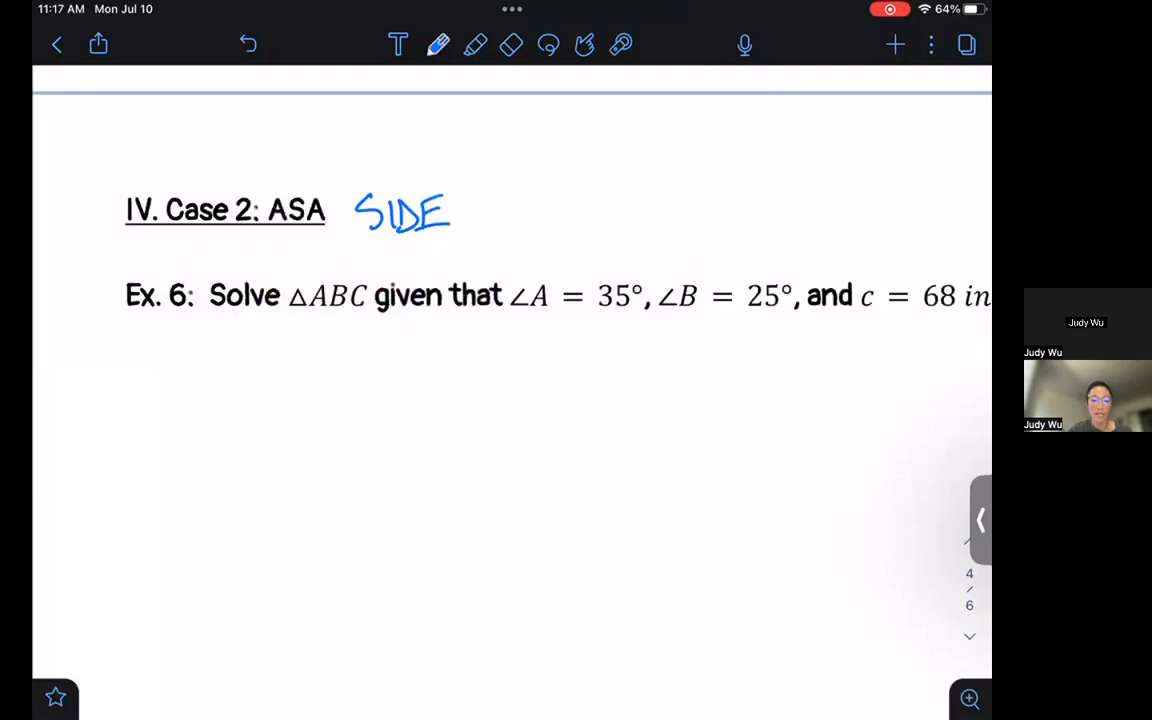 11:17 AM Mon Jul 10
64%
T
IV. Case 2: ASA SIDE
Ex. 6: Solve △ABC given that ∠A = 35°, ∠B = 25°, and c = 68 in
Judy Wu
Judy Wu
Judy Wu
4
/
6